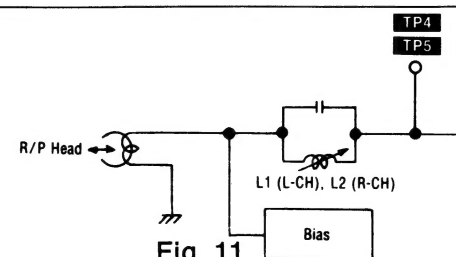 TP4
TP5
R/P Head
L1 (L-CH), L2 (R-CH)
Bias
Fig. 11